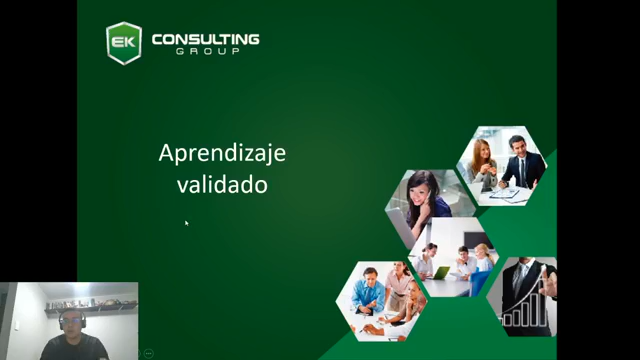 EK
CONSULTING
GROUP
Aprendizaje
validado